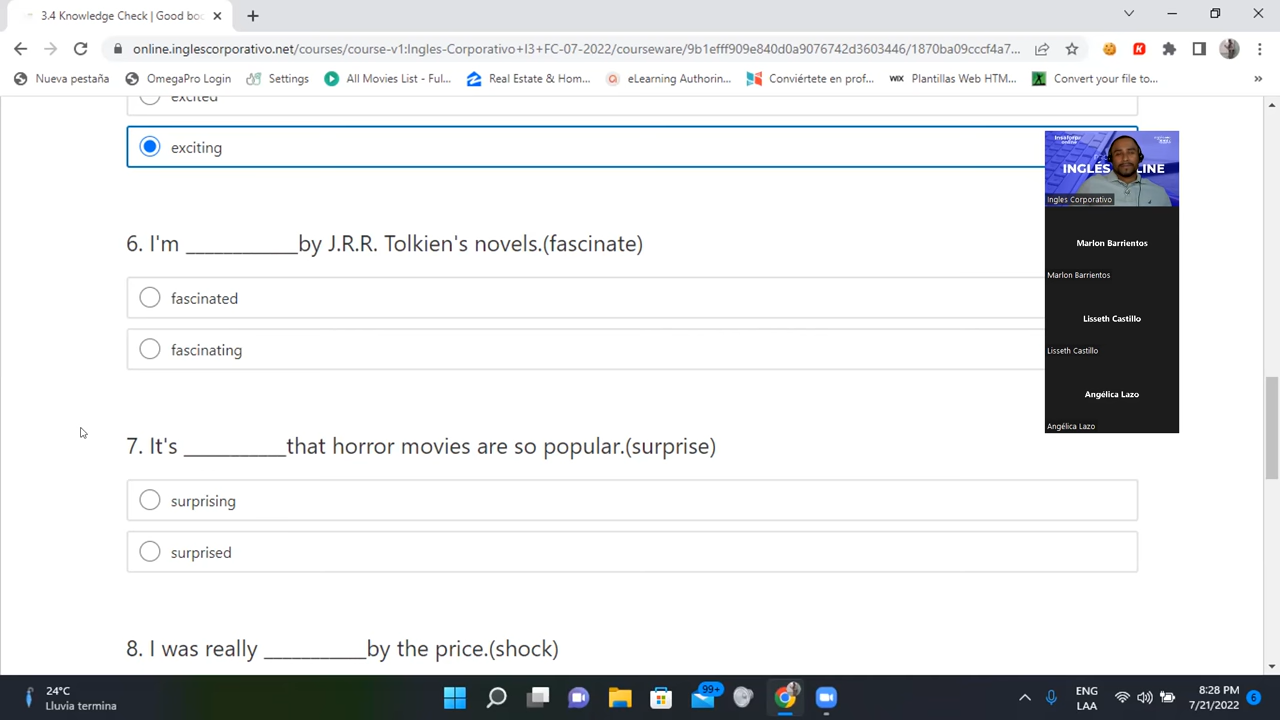 3.4 Knowledge Check | Good boo
online.inglescorporativo.net/courses/course-v1:Ingles-Corporativo+I3+FC-07-2022/courseware/9b1efff909e840d0a9076742d3603446/1870ba09cccf4a7...
Nueva pestaña OmegaPro Login Settings All Movies List - Ful... Real Estate & Hom... eLearning Authorin... Conviértete en prof... WIX Plantillas Web HTM... Convert your file to...
excited
exciting
INGLÉS LINE
Ingles Corporativo
6. I'm ____________by J.R.R. Tolkien's novels.(fascinate)
Marlon Barrientos
Marlon Barrientos
fascinated
Lisseth Castillo
fascinating
Lisseth Castillo
Angélica Lazo
Angélica Lazo
7. It's ___________that horror movies are so popular.(surprise)
surprising
surprised
8. I was really ___________by the price.(shock)
24°C
Lluvia termina
99+
ENG
LAA
8:28 PM
7/21/2022
6